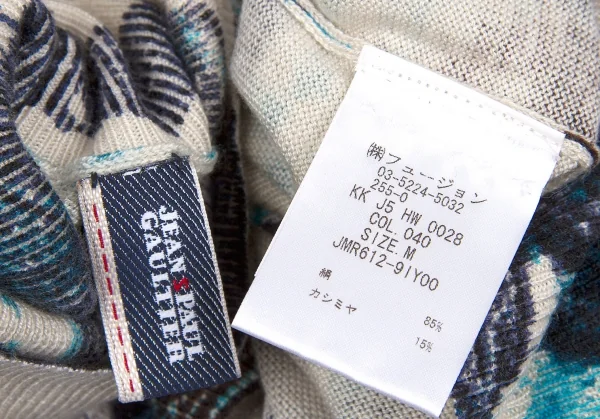 JEAN PAUL
GAULTIER
㈱フュージョン
03-5224-5032
255-0
KK J5 HW 0028
COL. 040
SIZE. M
JMR612-9IY00
絹 85%
カシミヤ 15%